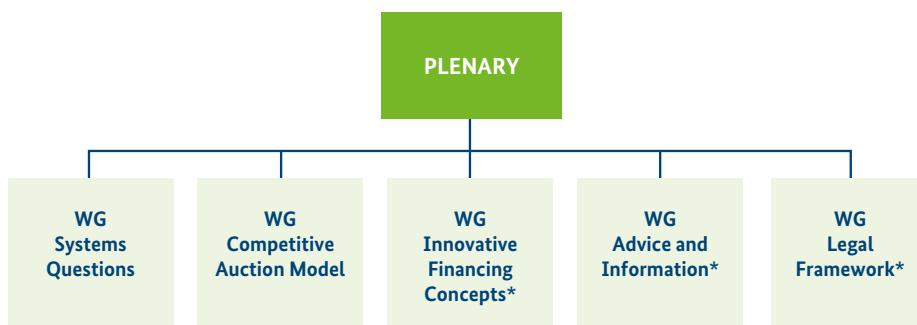 PLENARY
WG
Systems
Questions
WG
Competitive
Auction Model
WG
Innovative
Financing
Concepts*
WG
Advice and
Information*
WG
Legal
Framework*